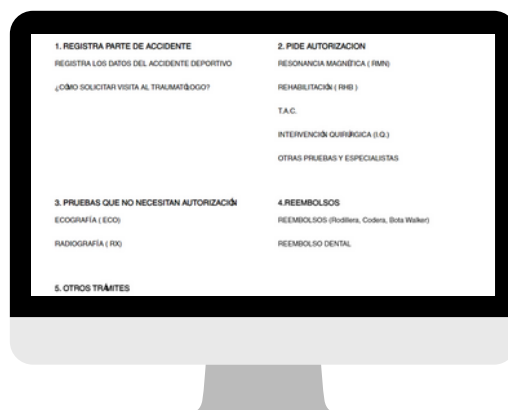 1. REGISTRA PARTE DE ACCIDENTE
REGISTRA LOS DATOS DEL ACCIDENTE DEPORTIVO
¿CÓMO SOLICITAR VISITA AL TRAUMATÓLOGO?
2. PIDE AUTORIZACION
RESONANCIA MAGNÉTICA ( RMN)
REHABILITACIÓN ( RHB )
T.A.C.
INTERVENCIÓN QUIRÚRGICA (I.Q.)
OTRAS PRUEBAS Y ESPECIALISTAS
3. PRUEBAS QUE NO NECESITAN AUTORIZACIÓN
ECOGRAFÍA ( ECO)
RADIOGRAFÍA ( RX)
4.REEMBOLSOS
REEMBOLSOS (Rodillera, Codera, Bota Walker)
REEMBOLSO DENTAL
5. OTROS TRÁMITES